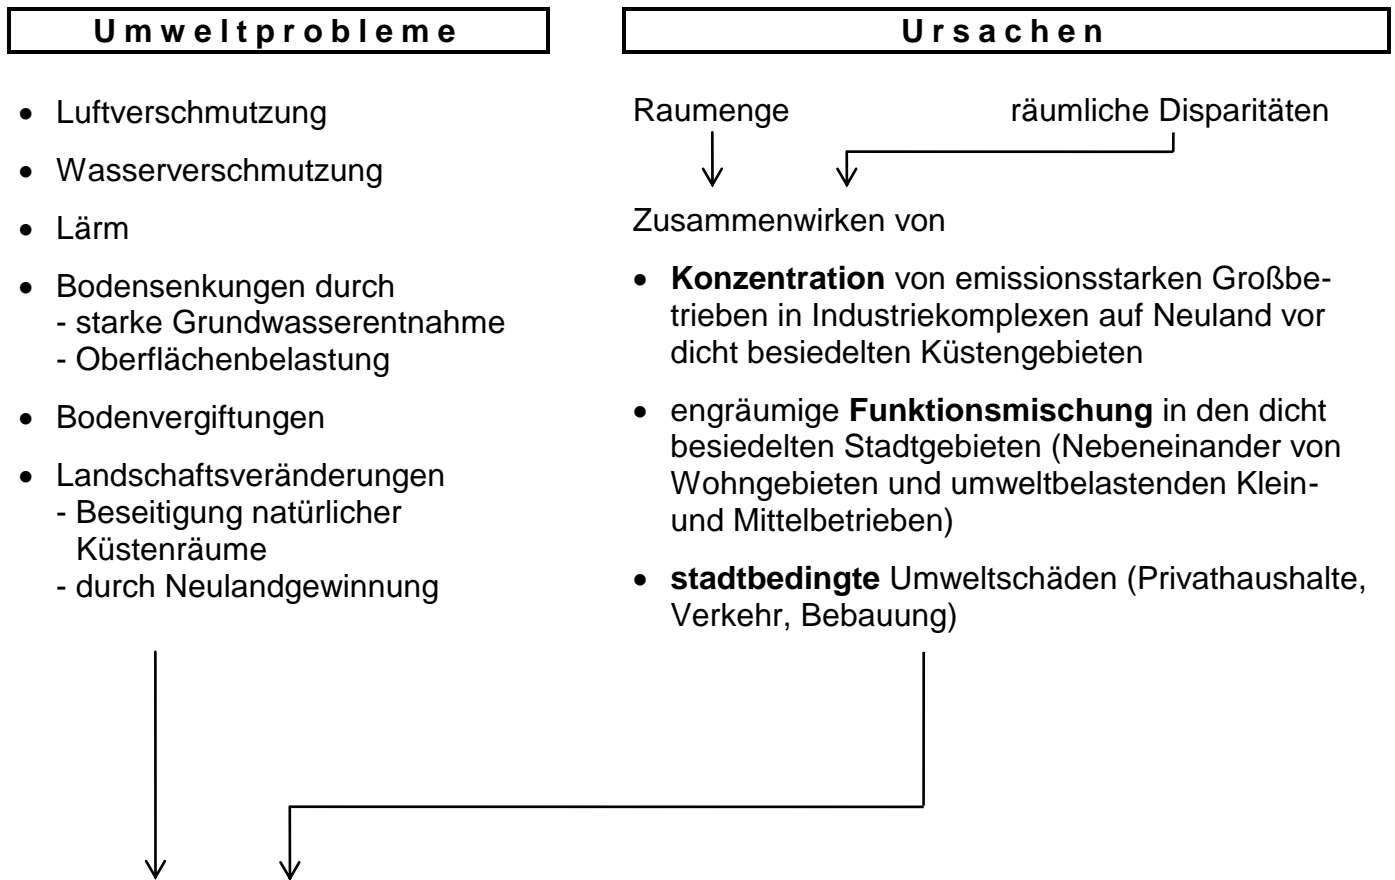 Umweltprobleme
• Luftverschmutzung
• Wasserverschmutzung
• Lärm
• Bodensenkungen durch
- starke Grundwasserentnahme
- Oberflächenbelastung
• Bodenvergiftungen
• Landschaftsveränderungen
- Beseitigung natürlicher
Küstenräume
- durch Neulandgewinnung
Ursachen
Raumenge räumliche Disparitäten
Zusammenwirken von
• Konzentration von emissionsstarken Großbe-
trieben in Industriekomplexen auf Neuland vor
dicht besiedelten Küstengebieten
• engräumige Funktionsmischung in den dicht
besiedelten Stadtgebieten (Nebeneinander von
Wohngebieten und umweltbelastenden Klein-
und Mittelbetrieben)
• stadtbedingte Umweltschäden (Privathaushalte,
Verkehr, Bebauung)